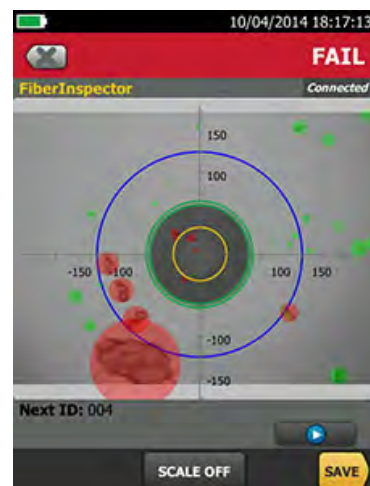 10/04/2014 18:17:13
FAIL
FiberInspector Connected
150
100
-150 -100 100 150
-100
-150
Next ID: 004
SCALE OFF SAVE